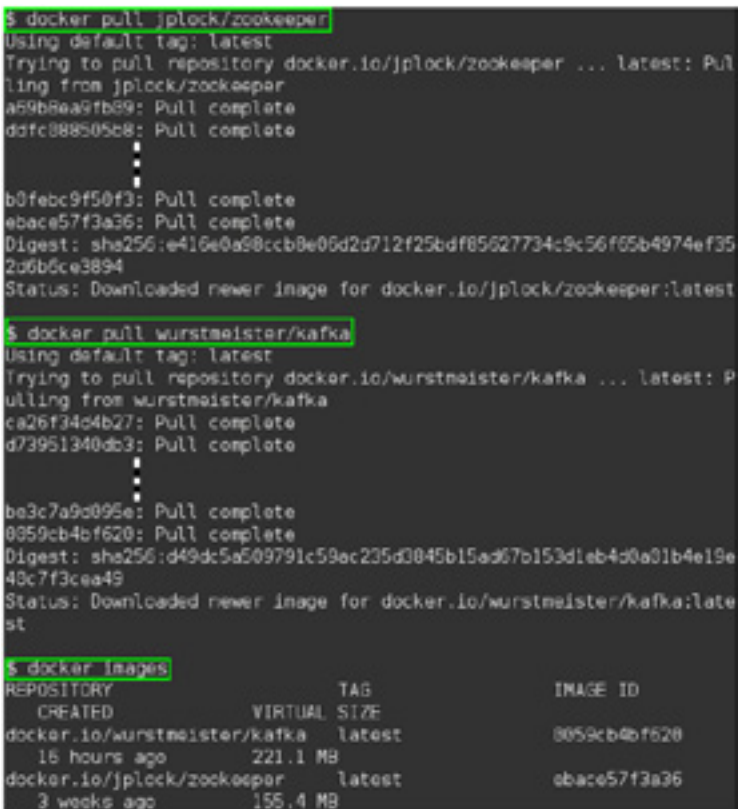 $ docker pull jplock/zookeeper
Using default tag: latest
Trying to pull repository docker.io/jplock/zookeeper ... latest: Pul
ling from jplock/zookeeper
a69b8ea9fb89: Pull complete
ddfc088505b8: Pull complete
b0febc9f50f3: Pull complete
ebace57f3a36: Pull complete
Digest: sha256:e416e0a98ccb8e06d2d712f25bdf85627734c9c56f65b4974ef35
2d6b6ce3894
Status: Downloaded newer image for docker.io/jplock/zookeeper:latest
$ docker pull wurstmeister/kafka
Using default tag: latest
Trying to pull repository docker.io/wurstmeister/kafka ... latest: P
ulling from wurstmeister/kafka
ca26f34d4b27: Pull complete
d73951340db3: Pull complete
be3c7a9d095e: Pull complete
0059cb4bf620: Pull complete
Digest: sha256:d49dc5a509791c59ac235d3845b15ad67b153d1eb4d0a01b4e19e
40c7f3cea49
Status: Downloaded newer image for docker.io/wurstmeister/kafka:late
st
$ docker images
REPOSITORY TAG IMAGE ID
CREATED VIRTUAL SIZE
docker.io/wurstmeister/kafka latest 0059cb4bf620
16 hours ago 221.1 MB
docker.io/jplock/zookeeper latest ebace57f3a36
3 weeks ago 155.4 MB